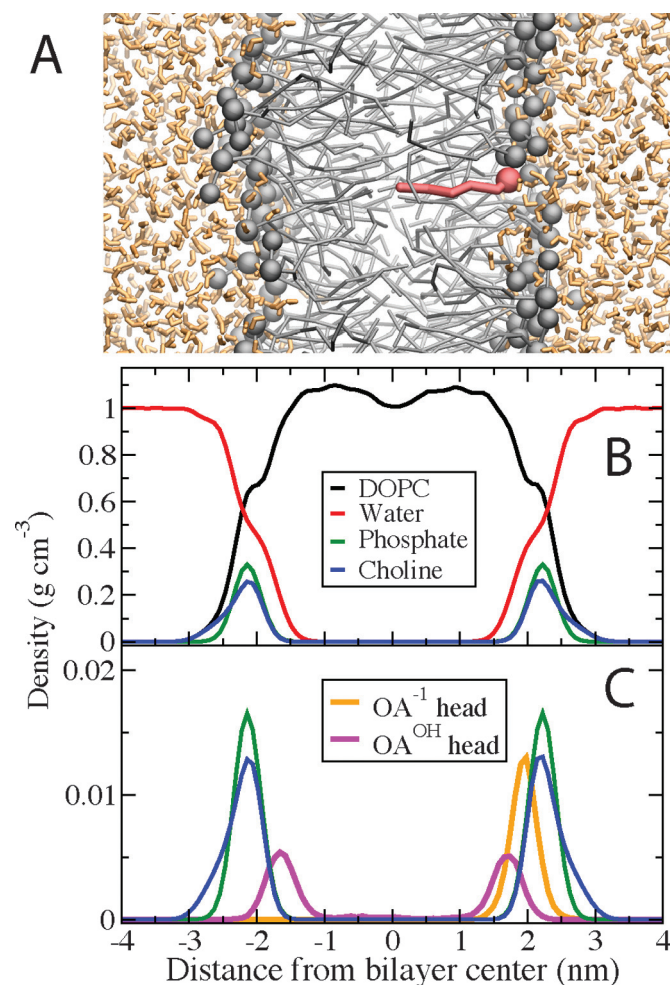 A
B
1
0.8
0.6
0.4
0.2
0
DOPC
Water
Phosphate
Choline
Density (g cm⁻³)
C
0.02
0.01
0
OA⁻¹ head
OAᴼᴴ head
-4 -3 -2 -1 0 1 2 3 4
Distance from bilayer center (nm)